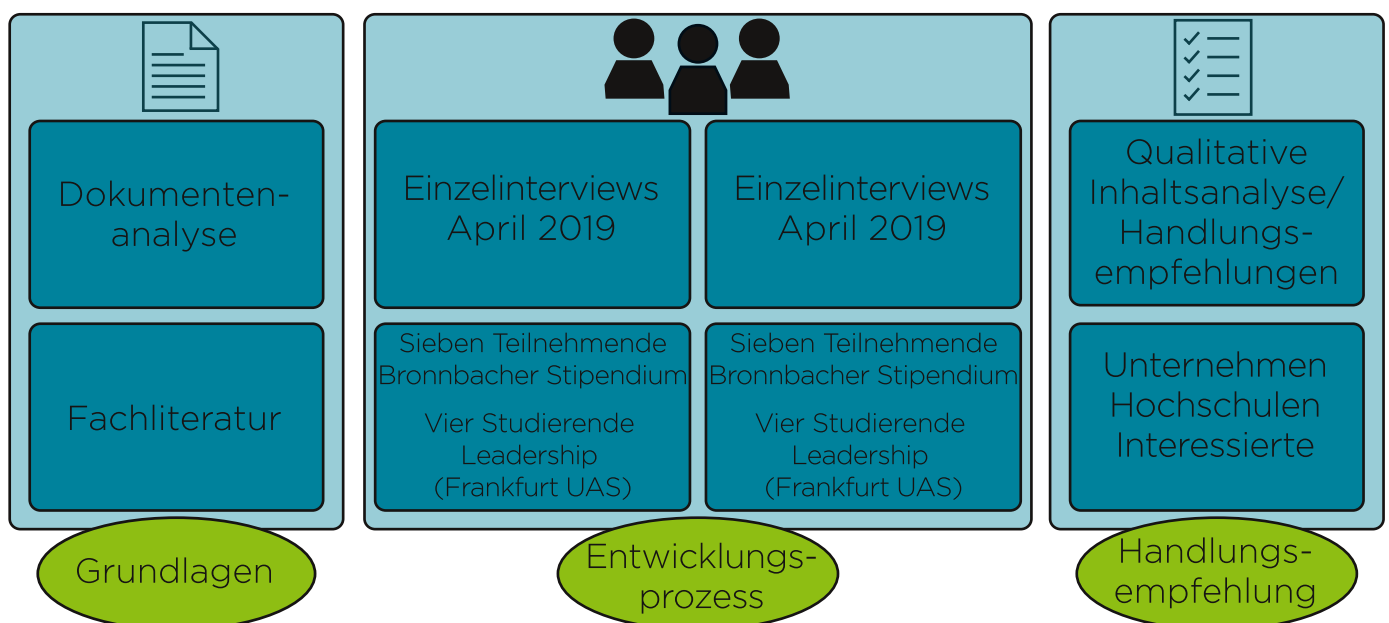 Dokumenten-
analyse
Fachliteratur
Grundlagen
Einzelinterviews
April 2019
Einzelinterviews
April 2019
Sieben Teilnehmende
Bronnbacher Stipendium
Vier Studierende
Leadership
(Frankfurt UAS)
Sieben Teilnehmende
Bronnbacher Stipendium
Vier Studierende
Leadership
(Frankfurt UAS)
Entwicklungs-
prozess
Qualitative
Inhaltsanalyse/
Handlungs-
empfehlungen
Unternehmen
Hochschulen
Interessierte
Handlungs-
empfehlung